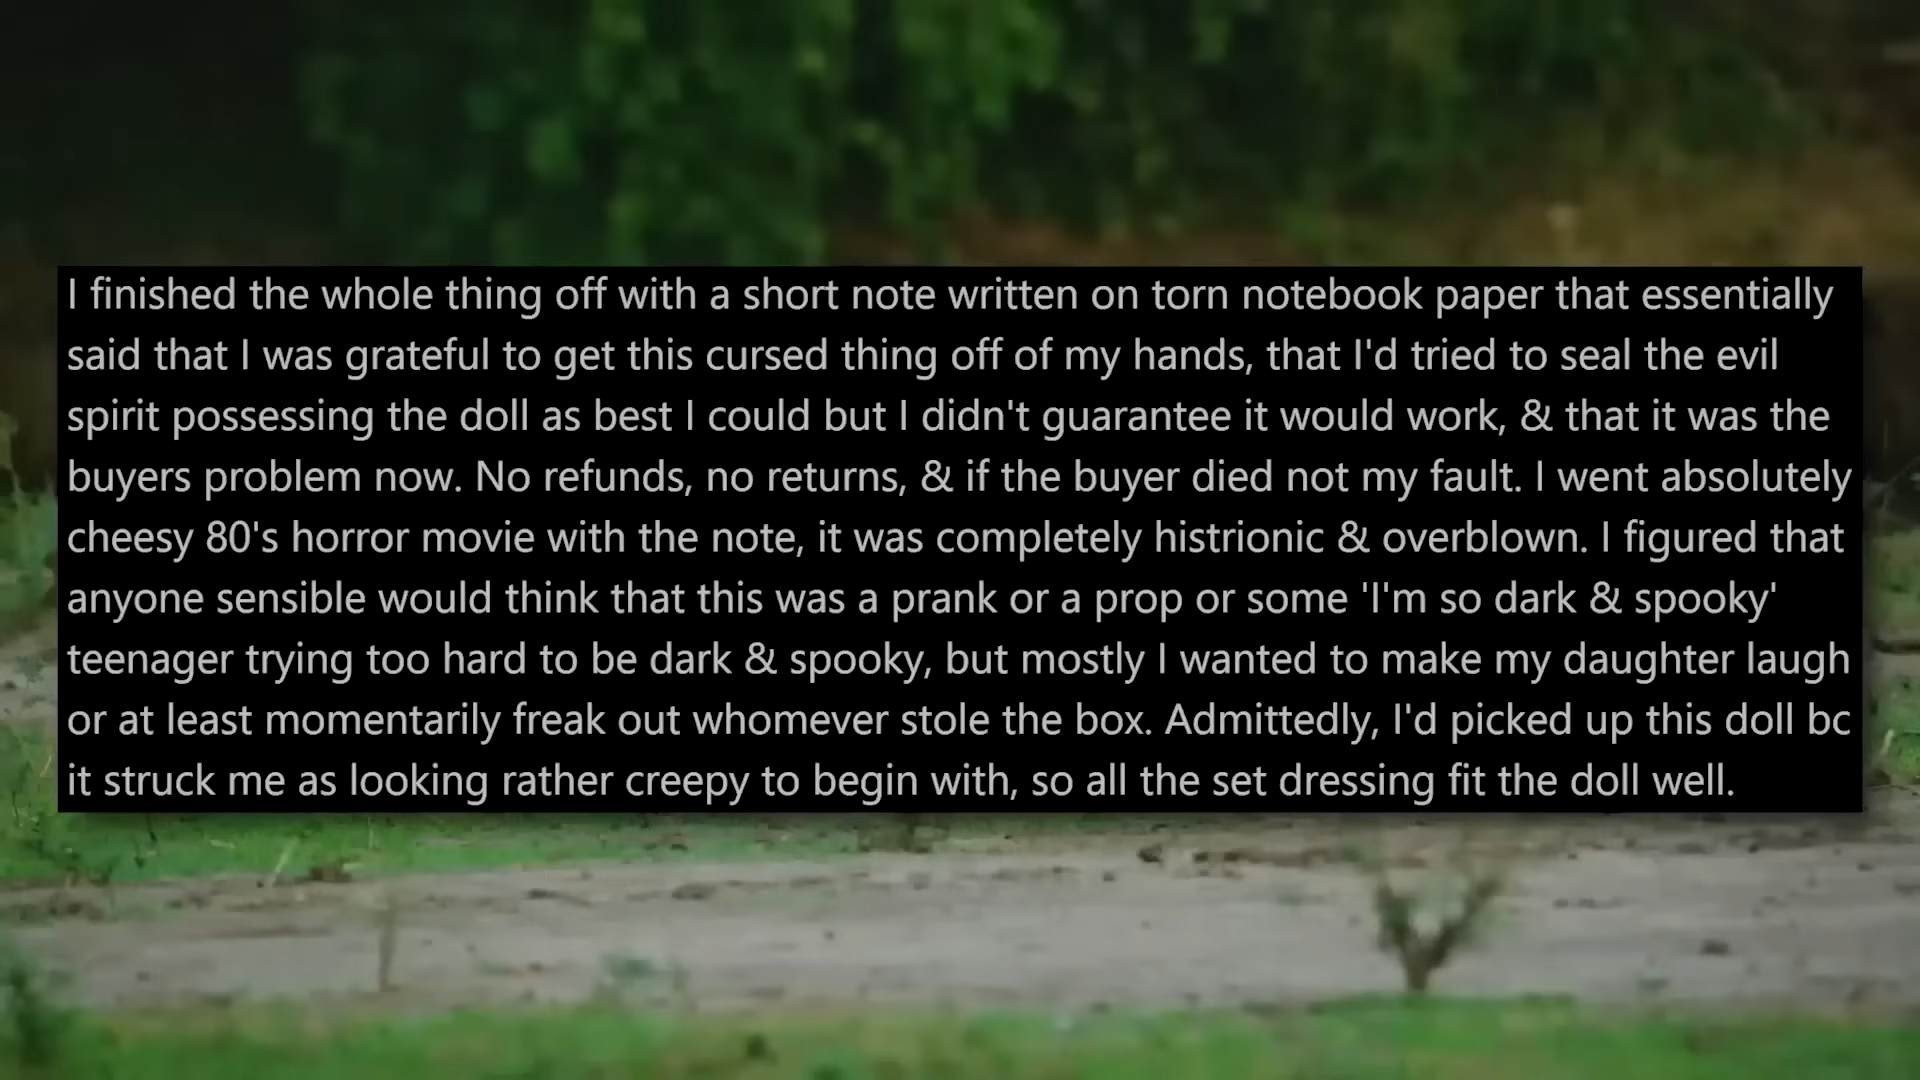 I finished the whole thing off with a short note written on torn notebook paper that essentially
said that I was grateful to get this cursed thing off of my hands, that I'd tried to seal the evil
spirit possessing the doll as best I could but I didn't guarantee it would work, & that it was the
buyers problem now. No refunds, no returns, & if the buyer died not my fault. I went absolutely
cheesy 80's horror movie with the note, it was completely histrionic & overblown. I figured that
anyone sensible would think that this was a prank or a prop or some 'I'm so dark & spooky'
teenager trying too hard to be dark & spooky, but mostly I wanted to make my daughter laugh
or at least momentarily freak out whomever stole the box. Admittedly, I'd picked up this doll bc
it struck me as looking rather creepy to begin with, so all the set dressing fit the doll well.